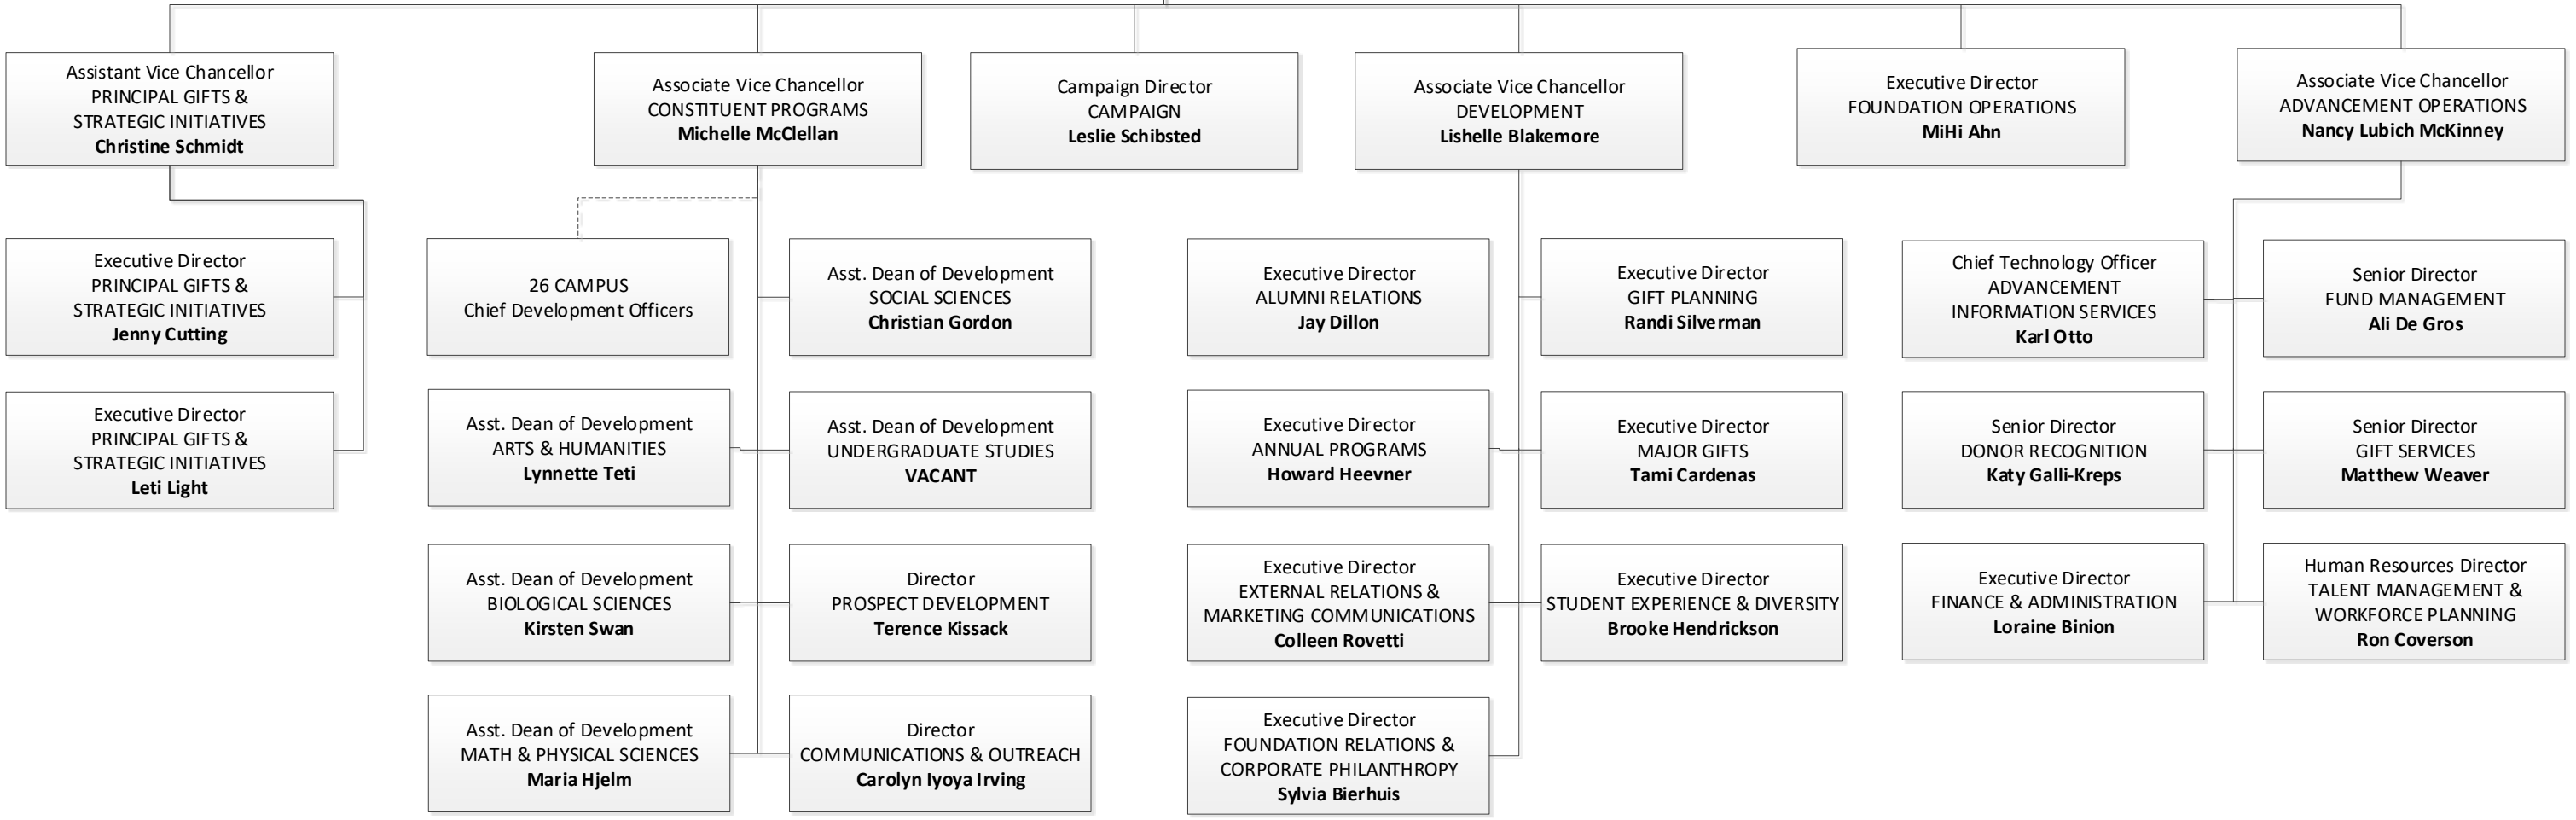 Assistant Vice Chancellor
PRINCIPAL GIFTS &
STRATEGIC INITIATIVES
Christine Schmidt
Associate Vice Chancellor
CONSTITUENT PROGRAMS
Michelle McClellan
Campaign Director
CAMPAIGN
Leslie Schibsted
Associate Vice Chancellor
DEVELOPMENT
Lishelle Blakemore
Executive Director
FOUNDATION OPERATIONS
MiHi Ahn
Associate Vice Chancellor
ADVANCEMENT OPERATIONS
Nancy Lubich McKinney
Executive Director
PRINCIPAL GIFTS &
STRATEGIC INITIATIVES
Jenny Cutting
Executive Director
PRINCIPAL GIFTS &
STRATEGIC INITIATIVES
Leti Light
26 CAMPUS
Chief Development Officers
Asst. Dean of Development
SOCIAL SCIENCES
Christian Gordon
Asst. Dean of Development
ARTS & HUMANITIES
Lynnette Teti
Asst. Dean of Development
UNDERGRADUATE STUDIES
VACANT
Asst. Dean of Development
BIOLOGICAL SCIENCES
Kirsten Swan
Director
PROSPECT DEVELOPMENT
Terence Kissack
Asst. Dean of Development
MATH & PHYSICAL SCIENCES
Maria Hjelm
Director
COMMUNICATIONS & OUTREACH
Carolyn Iyoya Irving
Executive Director
ALUMNI RELATIONS
Jay Dillon
Executive Director
GIFT PLANNING
Randi Silverman
Executive Director
ANNUAL PROGRAMS
Howard Heevner
Executive Director
MAJOR GIFTS
Tami Cardenas
Executive Director
EXTERNAL RELATIONS &
MARKETING COMMUNICATIONS
Colleen Rovetti
Executive Director
STUDENT EXPERIENCE & DIVERSITY
Brooke Hendrickson
Executive Director
FOUNDATION RELATIONS &
CORPORATE PHILANTHROPY
Sylvia Bierhuis
Chief Technology Officer
ADVANCEMENT
INFORMATION SERVICES
Karl Otto
Senior Director
FUND MANAGEMENT
Ali De Gros
Senior Director
DONOR RECOGNITION
Katy Galli-Kreps
Senior Director
GIFT SERVICES
Matthew Weaver
Executive Director
FINANCE & ADMINISTRATION
Loraine Binion
Human Resources Director
TALENT MANAGEMENT &
WORKFORCE PLANNING
Ron Coverson